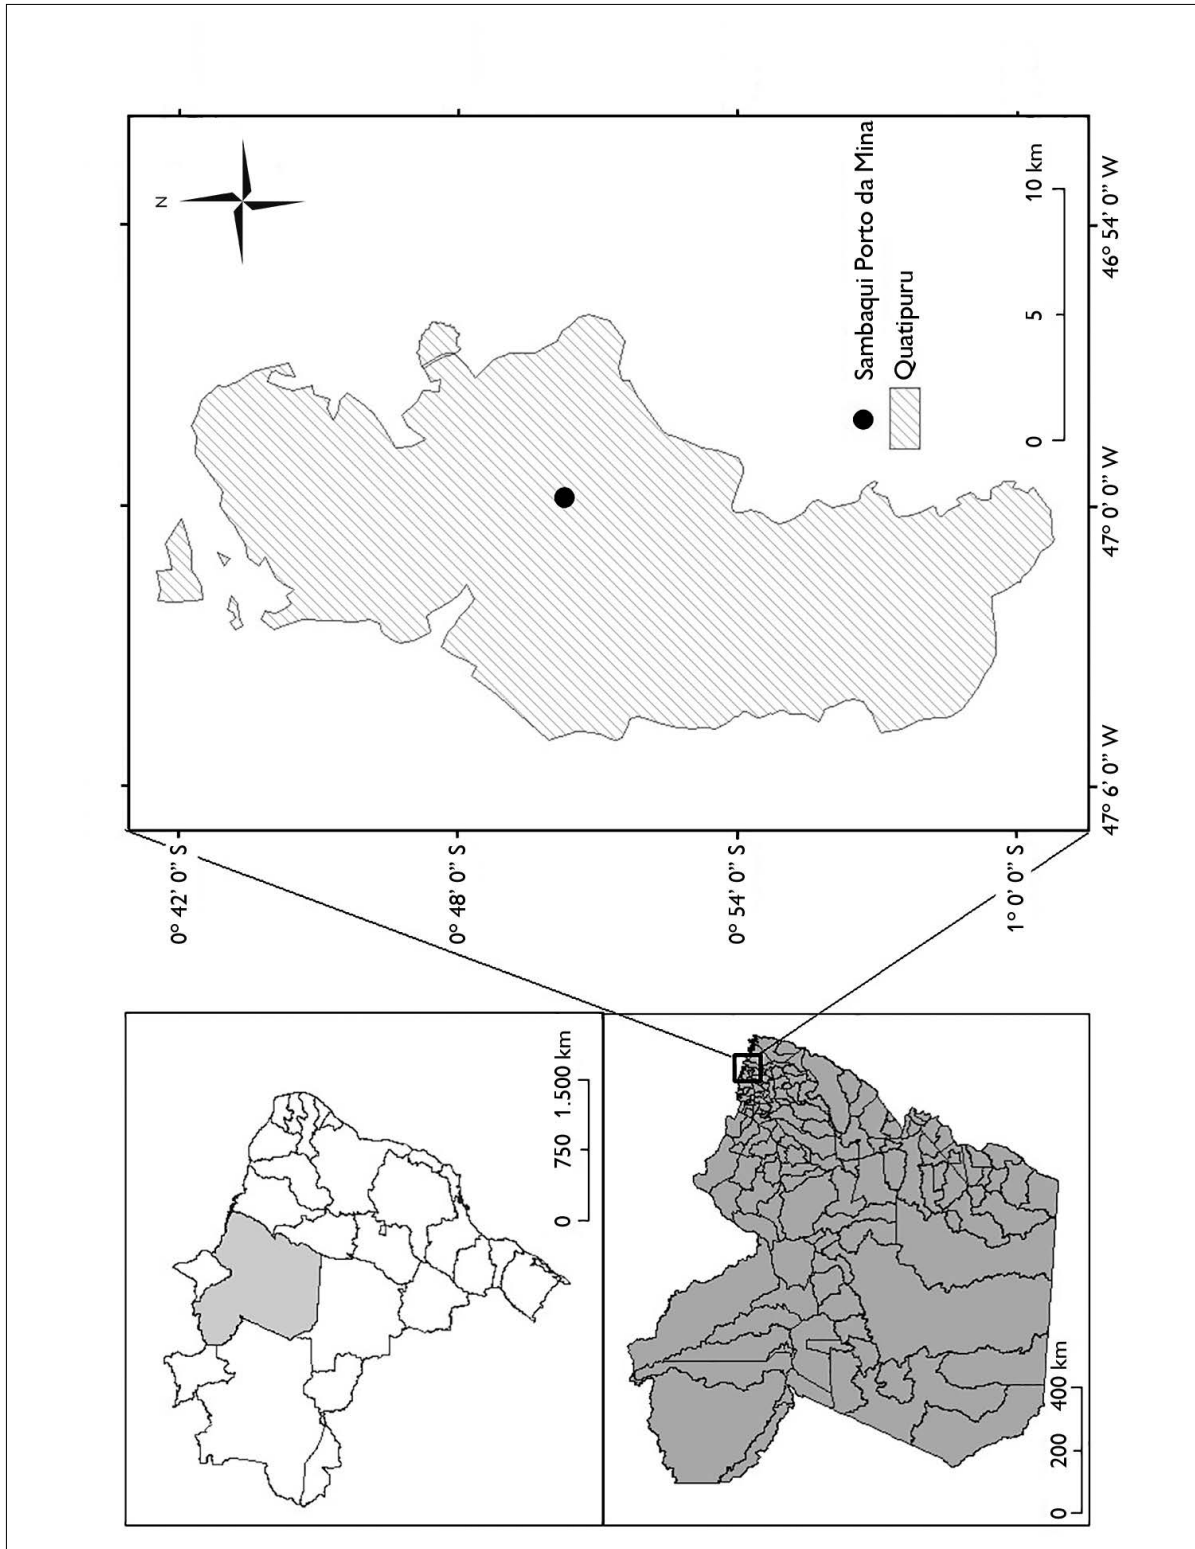 N
Sambaqui Porto da Mina
Quatipuru
0 5 10 km
0° 42' 0" S
0° 48' 0" S
0° 54' 0" S
1° 0' 0" S
47° 6' 0" W
47° 0' 0" W
46° 54' 0" W
0 750 1.500 km
0 200 400 km